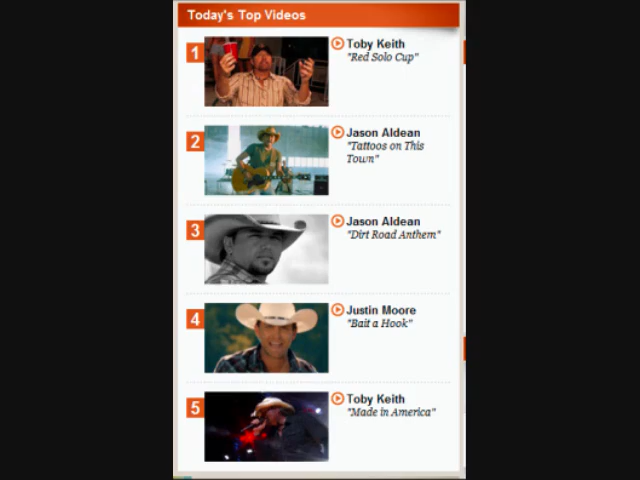 Today's Top Videos
1
Toby Keith
"Red Solo Cup"
2
Jason Aldean
"Tattoos on This
Town"
3
Jason Aldean
"Dirt Road Anthem"
4
Justin Moore
"Bait a Hook"
5
Toby Keith
"Made in America"